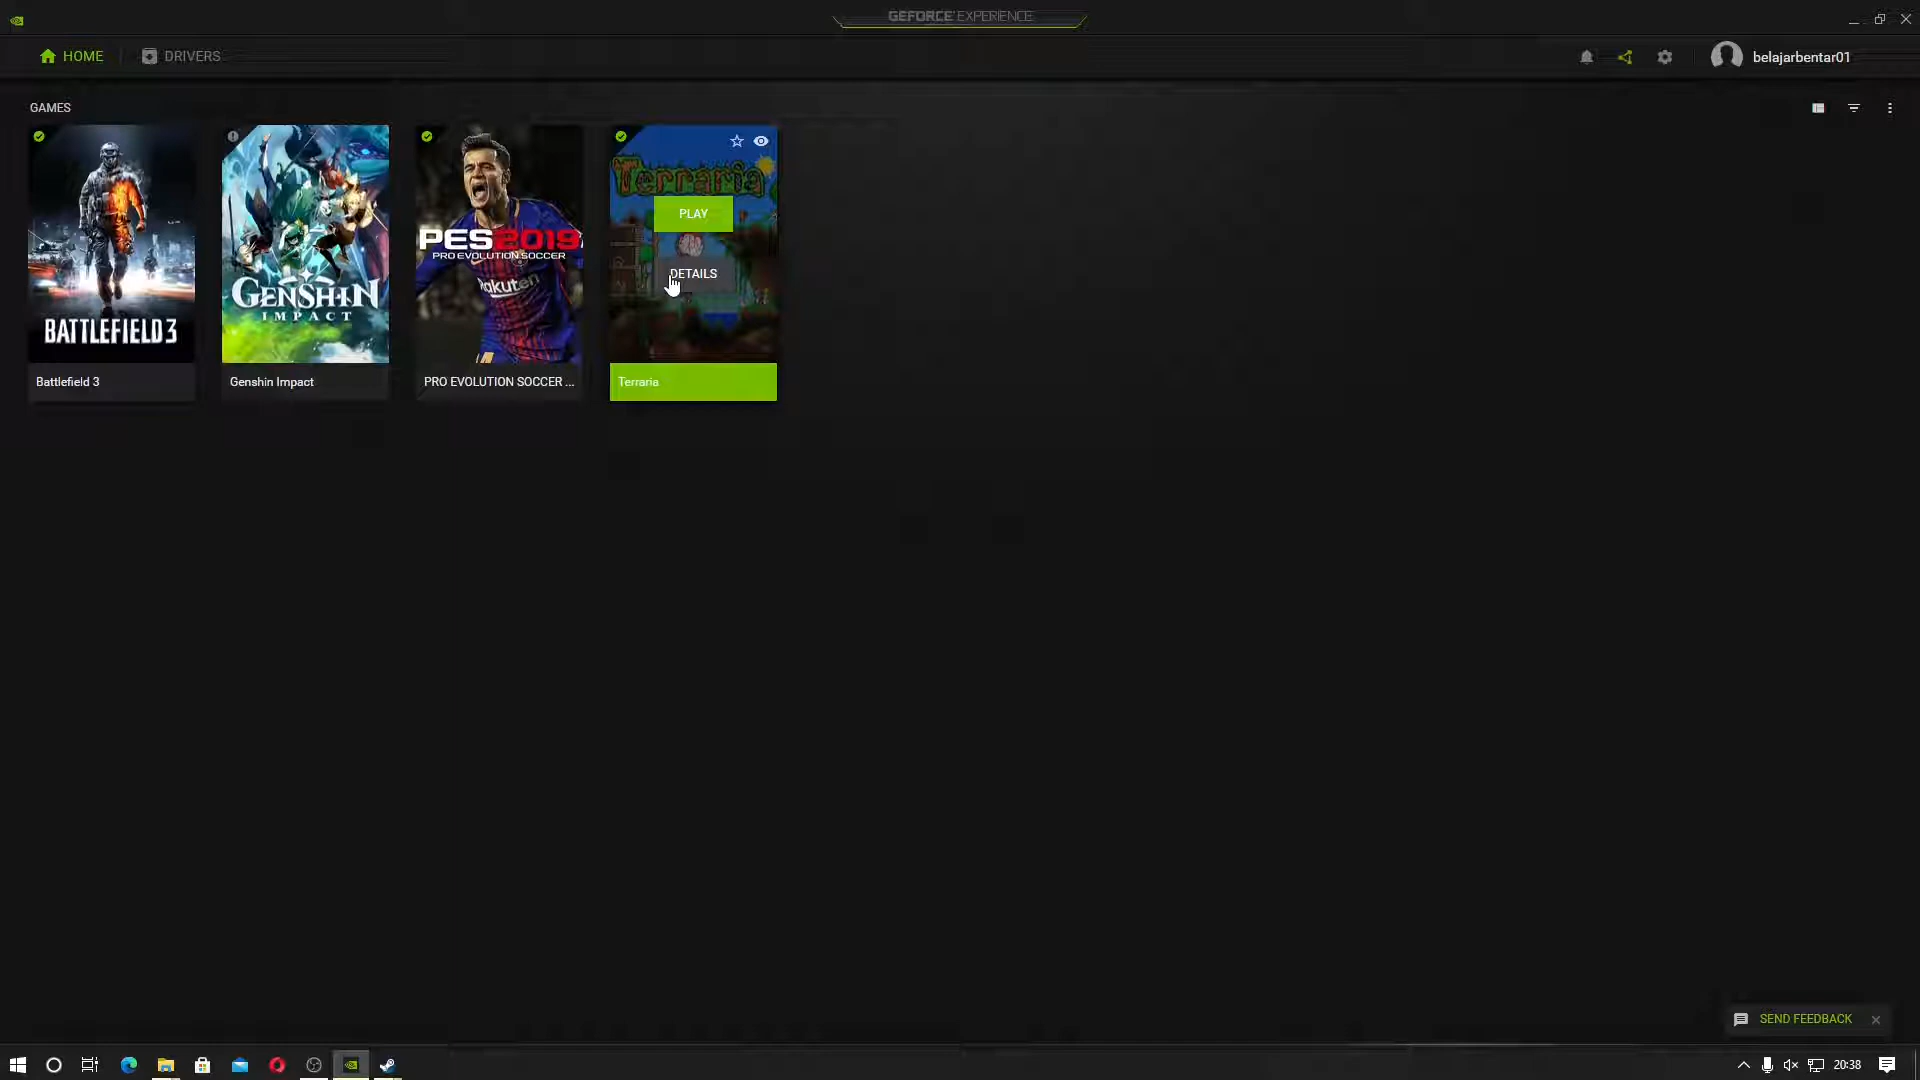 GEFORCE EXPERIENCE
HOME
DRIVERS
belajarbentar01
GAMES
BATTLEFIELD 3
GENSHIN
IMPACT
PES2019
PRO EVOLUTION SOCCER
Rakuten
Terraria
PLAY
DETAILS
Battlefield 3
Genshin Impact
PRO EVOLUTION SOCCER ...
Terraria
SEND FEEDBACK
20:38